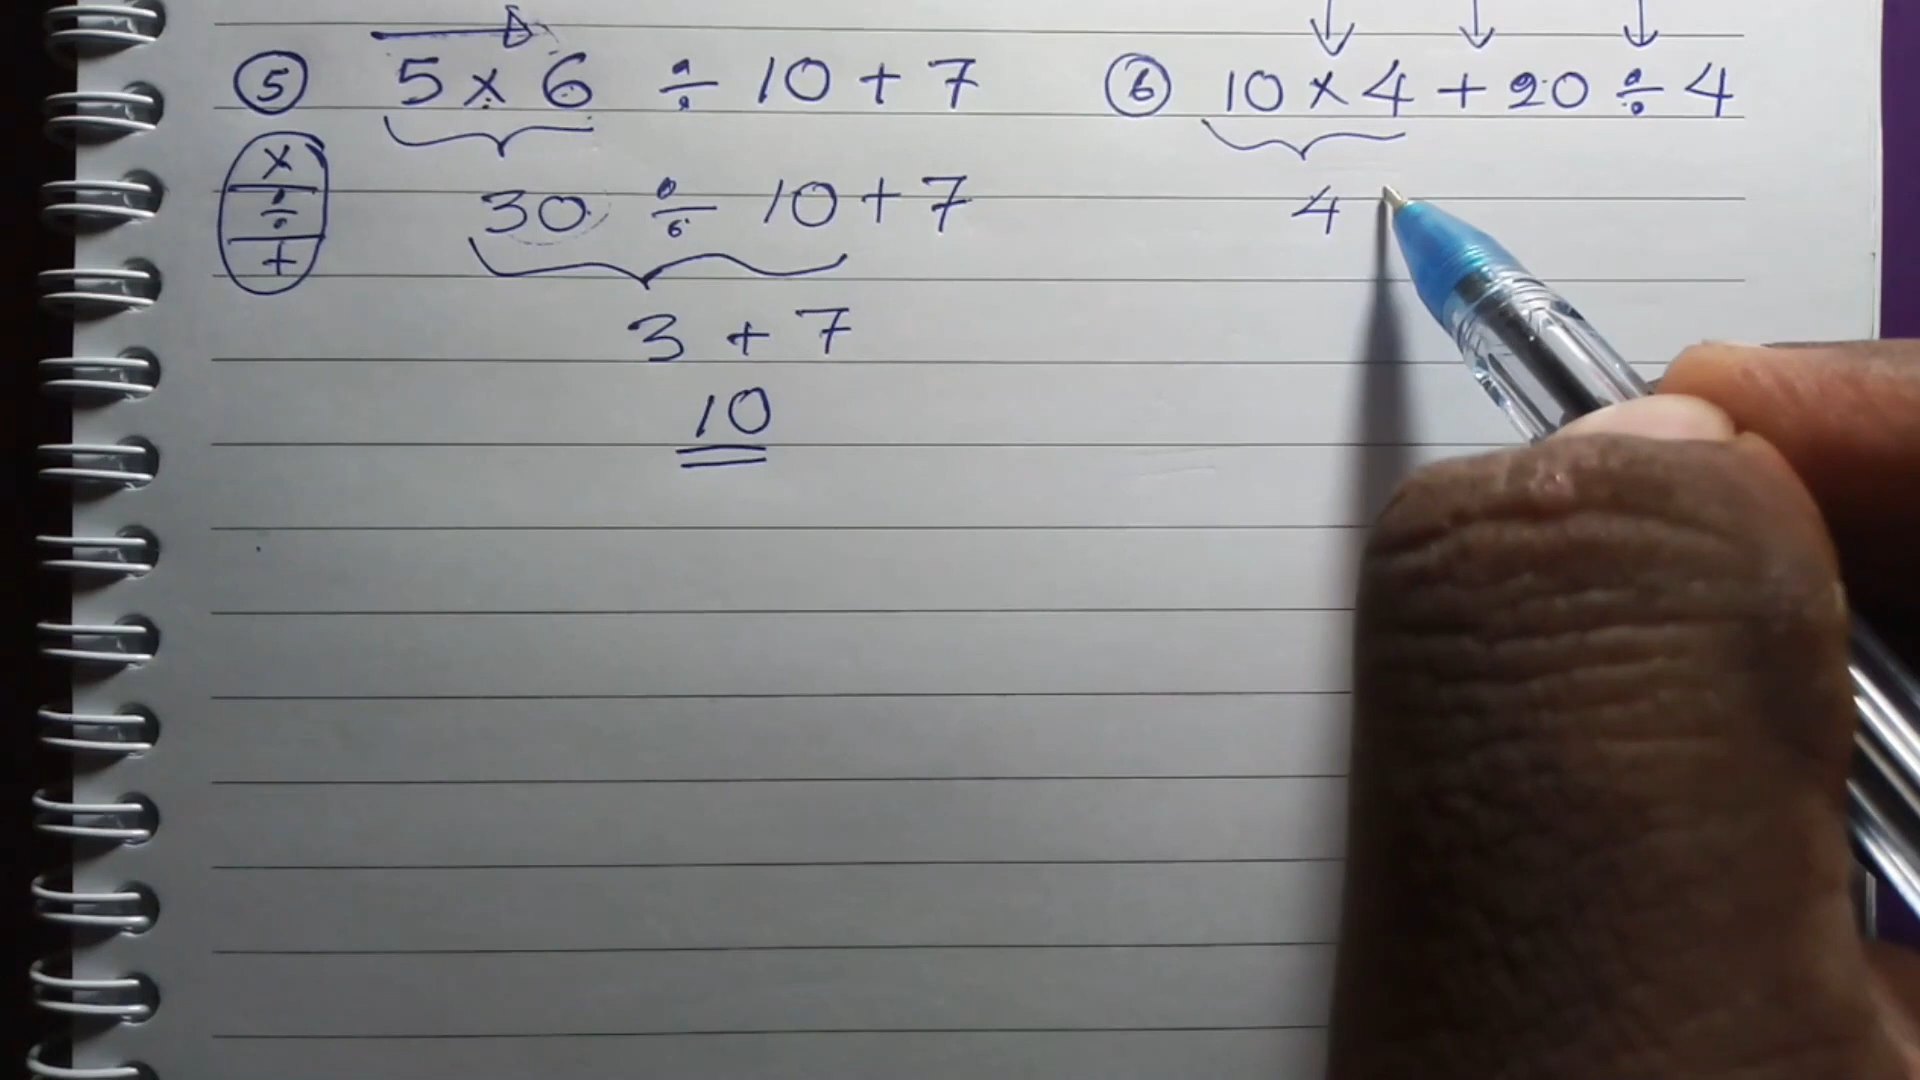 ⑤ 5 × 6 ÷ 10 + 7
×
÷
+
30 ÷ 10 + 7
3 + 7
10
⑥ 10 × 4 + 20 ÷ 4
4